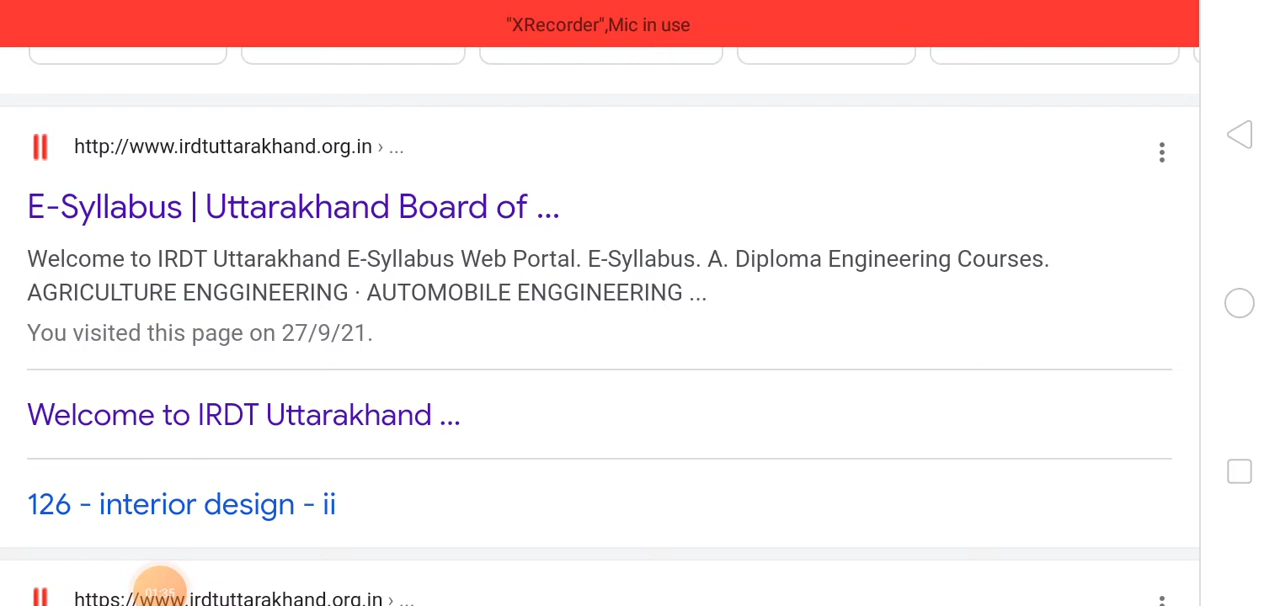 "XRecorder",Mic in use
http://www.irdtuttarakhand.org.in › ...
E-Syllabus | Uttarakhand Board of ...
Welcome to IRDT Uttarakhand E-Syllabus Web Portal. E-Syllabus. A. Diploma Engineering Courses.
AGRICULTURE ENGGINEERING · AUTOMOBILE ENGGINEERING ...
You visited this page on 27/9/21.
Welcome to IRDT Uttarakhand ...
126 - interior design - ii
01:35
https://www.irdtuttarakhand.org.in › ...